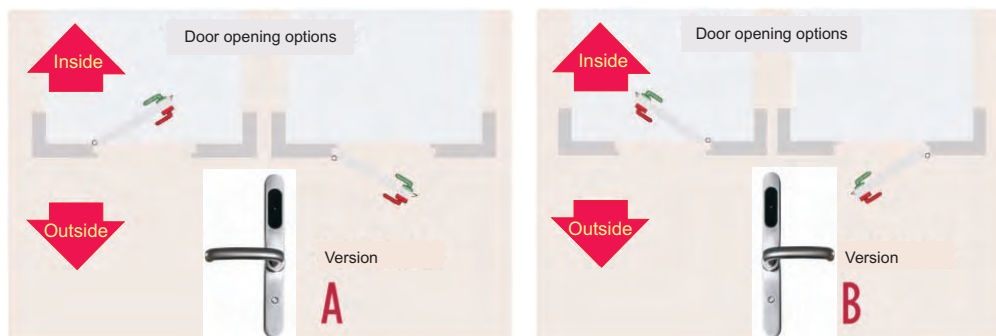 Door opening options
Inside
Outside
Version
A
Door opening options
Inside
Outside
Version
B